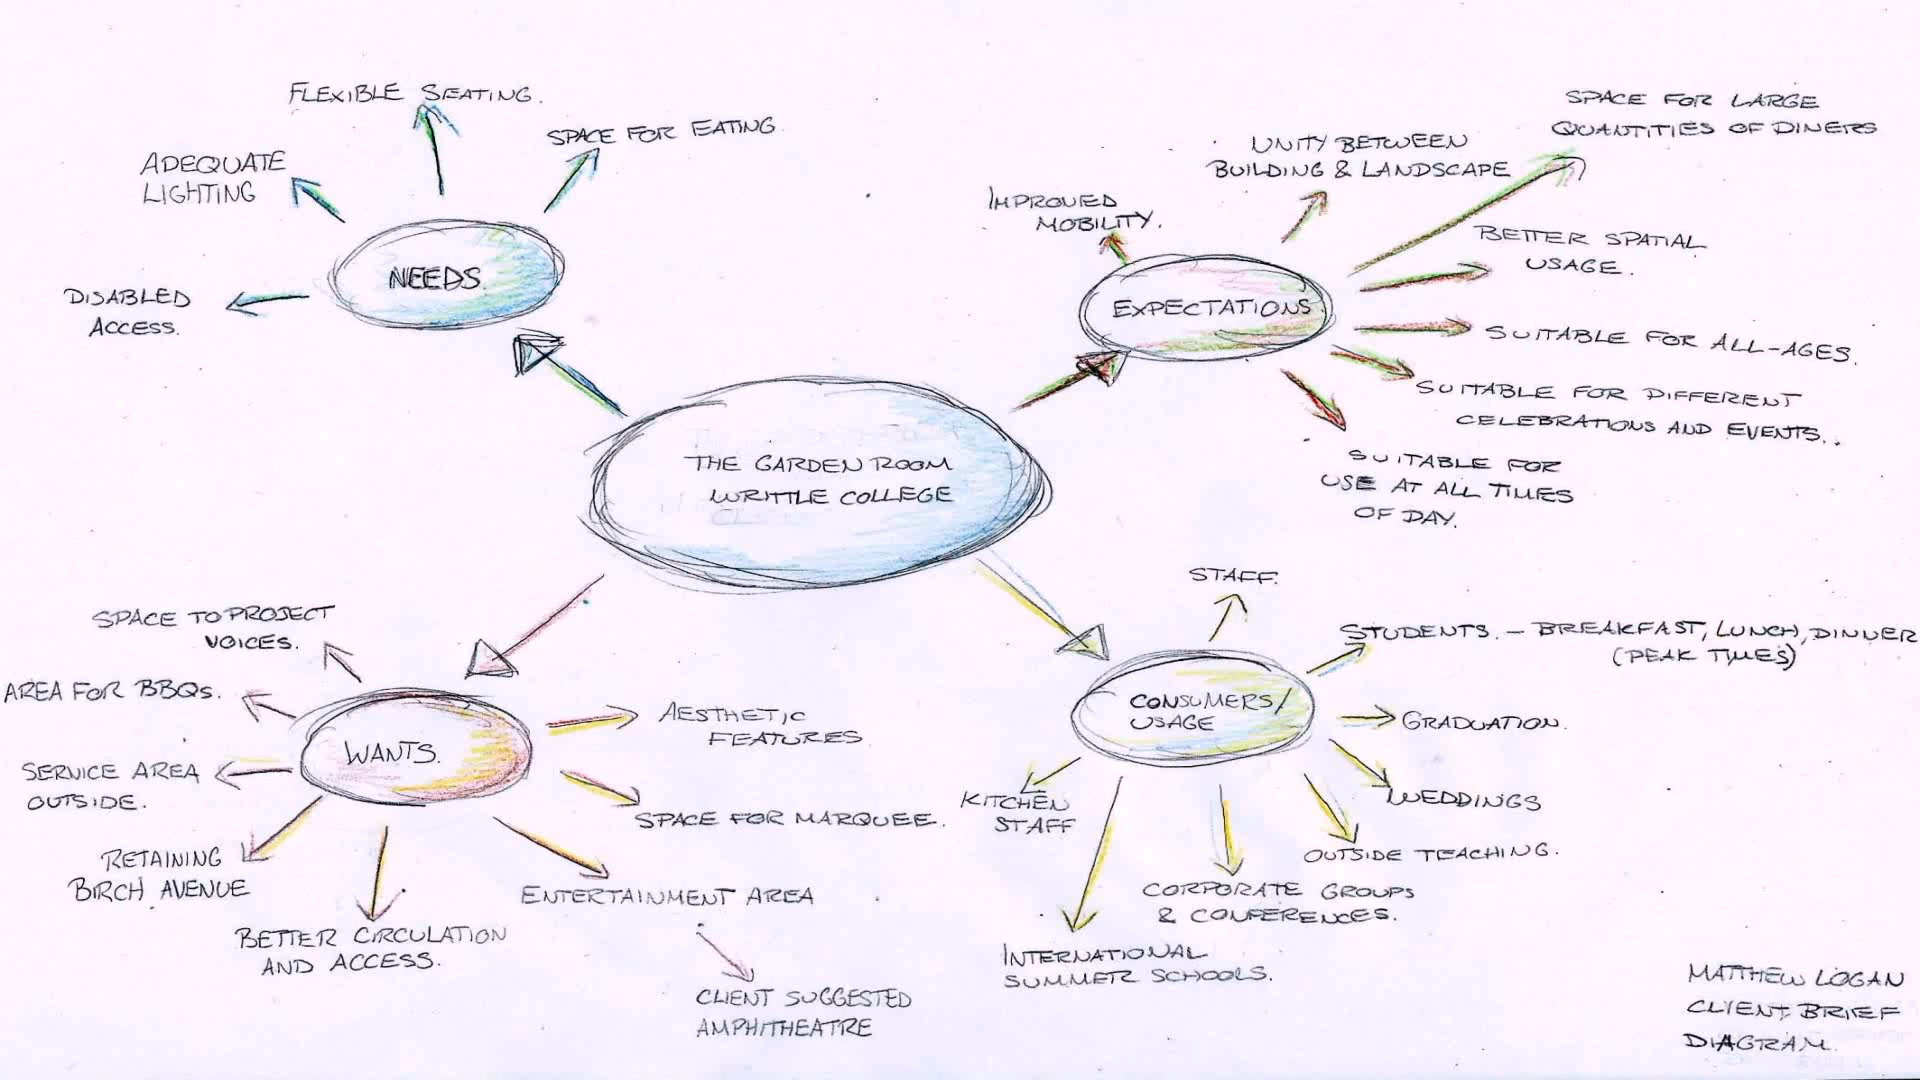 FLEXIBLE SEATING.
SPACE FOR EATING
ADEQUATE
LIGHTING
NEEDS.
DISABLED
ACCESS.
SPACE FOR LARGE
QUANTITIES OF DINERS
UNITY BETWEEN
BUILDING & LANDSCAPE
IMPROVED
MOBILITY.
EXPECTATIONS.
BETTER SPATIAL
USAGE.
SUITABLE FOR ALL-AGES.
SUITABLE FOR DIFFERENT
CELEBRATIONS AND EVENTS..
SUITABLE FOR
USE AT ALL TIMES
OF DAY.
THE GARDEN ROOM
WRITTLE COLLEGE
SPACE TO PROJECT
VOICES.
AREA FOR BBQs.
WANTS.
SERVICE AREA
OUTSIDE.
RETAINING
BIRCH AVENUE
BETTER CIRCULATION
AND ACCESS.
AESTHETIC
FEATURES
SPACE FOR MARQUEE.
ENTERTAINMENT AREA
CLIENT SUGGESTED
AMPHITHEATRE
STAFF.
STUDENTS. - BREAKFAST, LUNCH, DINNER
(PEAK TIMES)
CONSUMERS/
USAGE
GRADUATION.
WEDDINGS
OUTSIDE TEACHING.
KITCHEN
STAFF
CORPORATE GROUPS
& CONFERENCES.
INTERNATIONAL
SUMMER SCHOOLS.
MATTHEW LOGAN
CLIENT BRIEF
DIAGRAM.